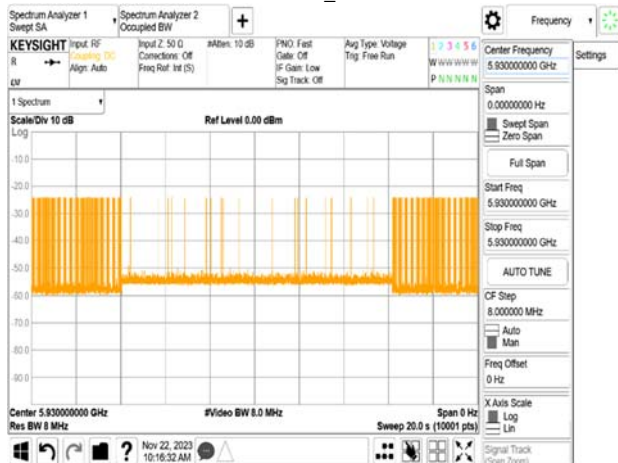 Spectrum Analyzer 1
Swept SA
Spectrum Analyzer 2
Occupied BW
+
Frequency
KEYSIGHT
R
Input: RF
Coupling: DC
Align: Auto
Input Z: 50 Ω
Corrections: Off
Freq Ref: Int (S)
#Atten: 10 dB
PNO: Fast
Gate: Off
IF Gain: Low
Sig Track: Off
Avg Type: Voltage
Trig: Free Run
1 2 3 4 5 6
W W W W W W
P N N N N N
1 Spectrum
Scale/Div 10 dB
Ref Level 0.00 dBm
Log
-10.0
-20.0
-30.0
-40.0
-50.0
-60.0
-70.0
-80.0
-90.0
Center 5.930000000 GHz
#Video BW 8.0 MHz
Span 0 Hz
Res BW 8 MHz
Sweep 20.0 s (10001 pts)
Nov 22, 2023
10:16:32 AM
?
Settings
Center Frequency
5.930000000 GHz
Span
0.00000000 Hz
Swept Span
Zero Span
Full Span
Start Freq
5.930000000 GHz
Stop Freq
5.930000000 GHz
AUTO TUNE
CF Step
8.000000 MHz
Auto
Man
Freq Offset
0 Hz
X Axis Scale
Log
Lin
Signal Track
(Span Zoom)